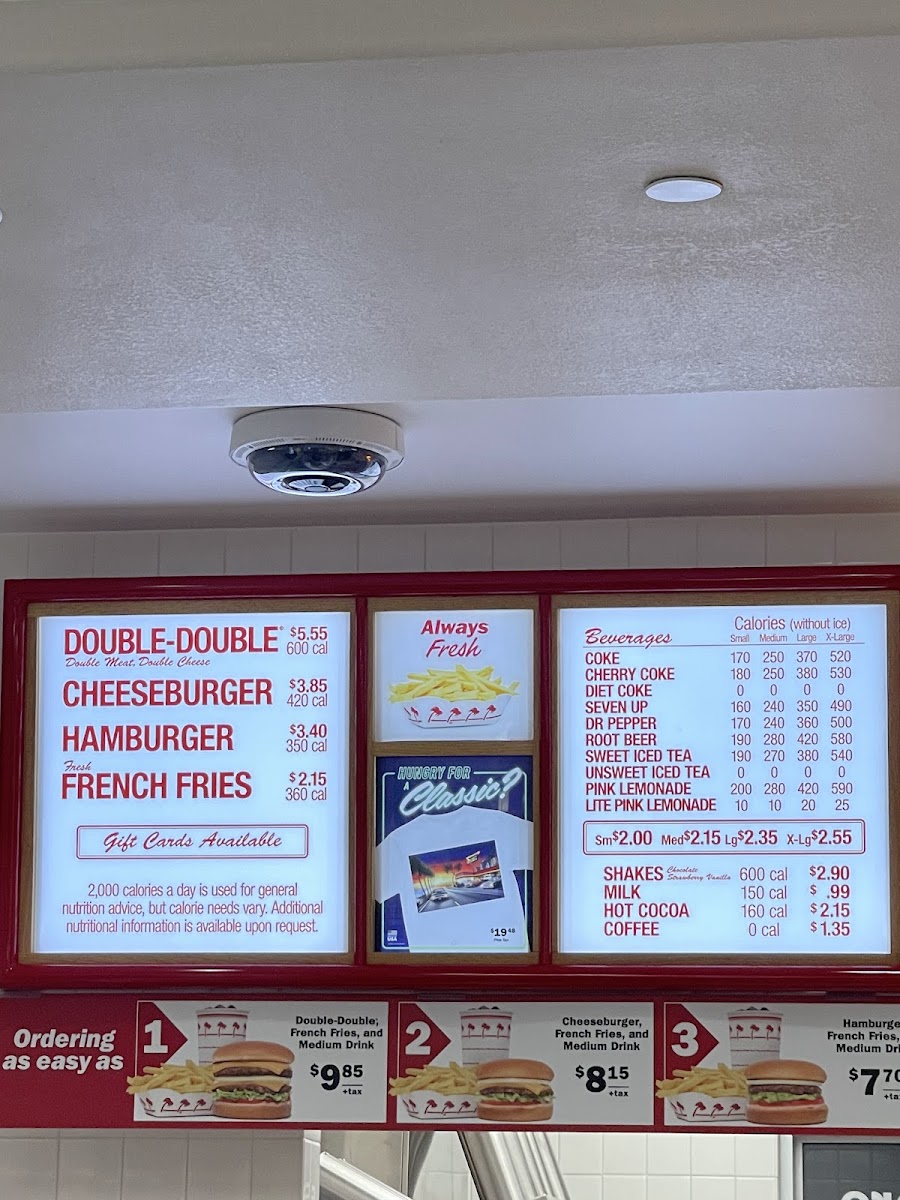 DOUBLE-DOUBLE® $5.55
Double Meat, Double Cheese 600 cal
CHEESEBURGER $3.85
420 cal
HAMBURGER $3.40
350 cal
Fresh
FRENCH FRIES $2.15
360 cal
Gift Cards Available
2,000 calories a day is used for general
nutrition advice, but calorie needs vary. Additional
nutritional information is available upon request.
Always
Fresh
HUNGRY FOR
A
Classic?
$19.48
Plus Tax
USA
Beverages Calories (without ice)
Small Medium Large X-Large
COKE 170 250 370 520
CHERRY COKE 180 250 380 530
DIET COKE 0 0 0 0
SEVEN UP 160 240 350 490
DR PEPPER 170 240 360 500
ROOT BEER 190 280 420 580
SWEET ICED TEA 190 270 380 540
UNSWEET ICED TEA 0 0 0 0
PINK LEMONADE 200 280 420 590
LITE PINK LEMONADE 10 10 20 25
Sm$2.00 Med$2.15 Lg$2.35 X-Lg$2.55
SHAKES Chocolate Strawberry Vanilla 600 cal $2.90
MILK 150 cal $ .99
HOT COCOA 160 cal $2.15
COFFEE 0 cal $1.35
Ordering
as easy as
1
Double-Double,®
French Fries, and
Medium Drink
$9.85
+tax
2
Cheeseburger,
French Fries, and
Medium Drink
$8.15
+tax
3
Hamburge
French Fries,
Medium Dri
$7.70
+ta